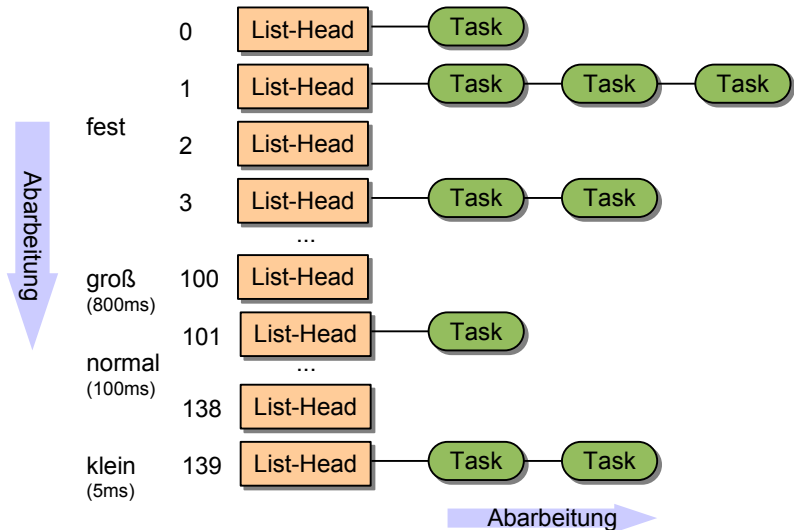 0 List-Head Task
1 List-Head Task Task Task
fest
2 List-Head
Abarbeitung
3 List-Head Task Task
...
groß 100 List-Head
(800ms)
101 List-Head Task
normal
...
(100ms)
138 List-Head
klein 139 List-Head Task Task
(5ms)
Abarbeitung